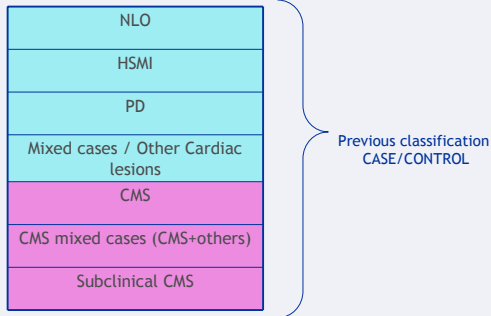 NLO
HSMI
PD
Mixed cases / Other Cardiac
lesions
CMS
CMS mixed cases (CMS+others)
Subclinical CMS
Previous classification
CASE/CONTROL